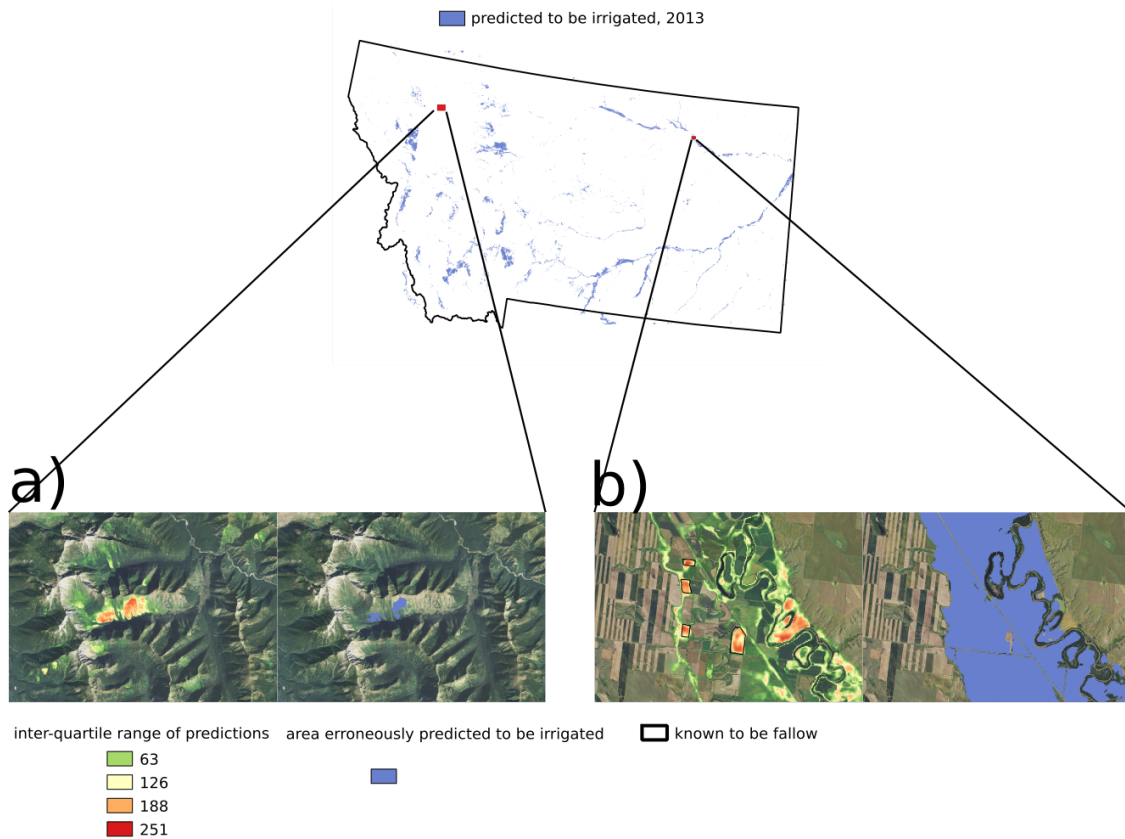 predicted to be irrigated, 2013
a)
b)
inter-quartile range of predictions
63
126
188
251
area erroneously predicted to be irrigated
known to be fallow